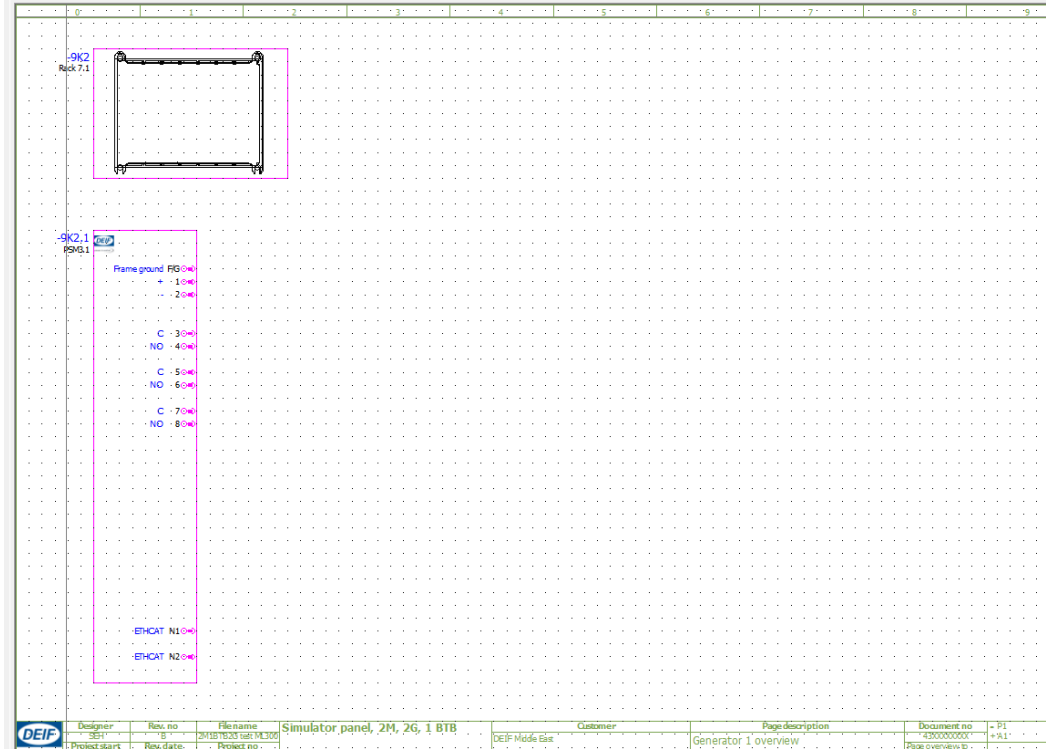 0 1 2 3 4 5 6 7 8 9
-9K2
Rack 7.1
-9K2.1 DEIF
PSM3.1
Frame ground F/G
+ 1
- 2
C 3
NO 4
C 5
NO 6
C 7
NO 8
ETHCAT N1
ETHCAT N2
DEIF
Designer Rev. no Filename Simulator panel, 2M, 2G, 1 BTB Customer Page description Document no = P1
SEH B DEIF Middle East Generator 1 overview + A1
Project start Rev. date Project no Page overview to